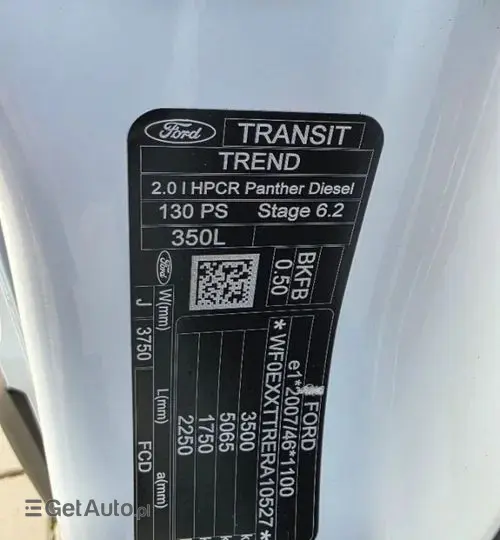 Ford TRANSIT
TREND
2.0 l HPCR Panther Diesel
130 PS Stage 6.2
350L
BKFB
0.50
FORD
e1*2007/46*1100
*WF0EXXTTRERA10527*
3500
5065
1750
2250
Ford
W(mm) L(mm) a(mm)
J 3750 FCD
GetAuto.pl